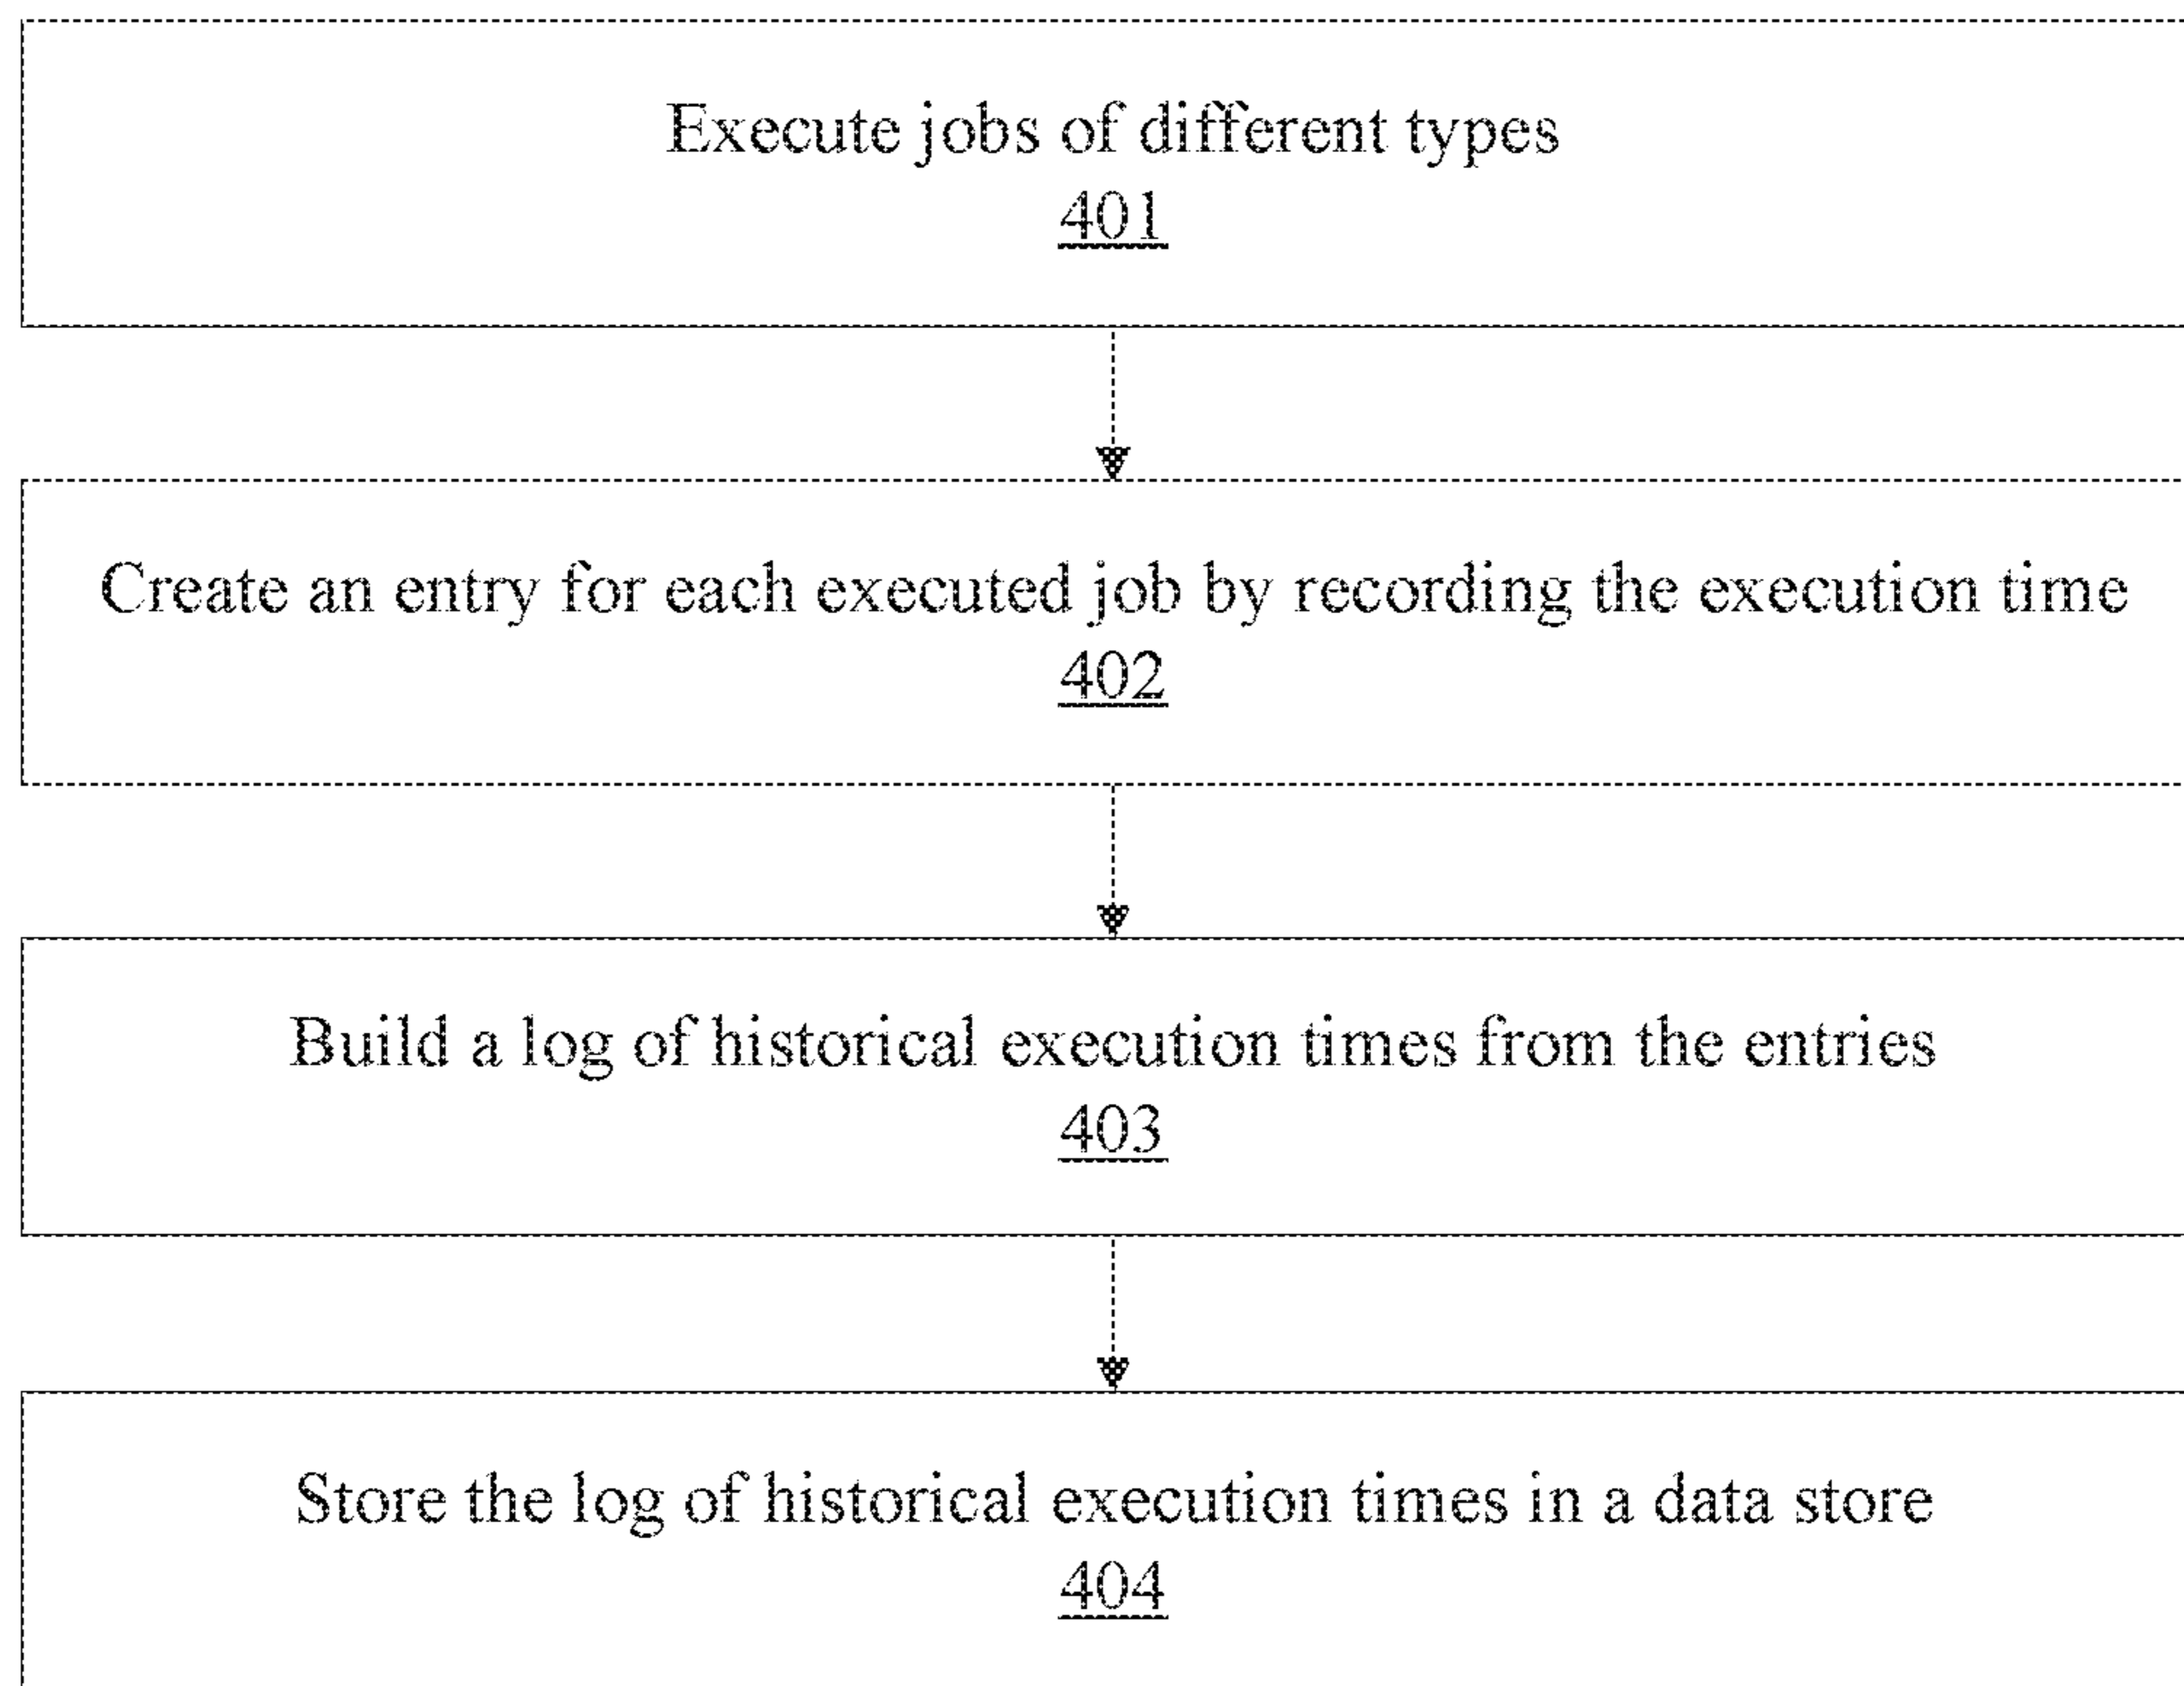 Execute jobs of different types
401
Create an entry for each executed job by recording the execution time
402
Build a log of historical execution times from the entries
403
Store the log of historical execution times in a data store
404